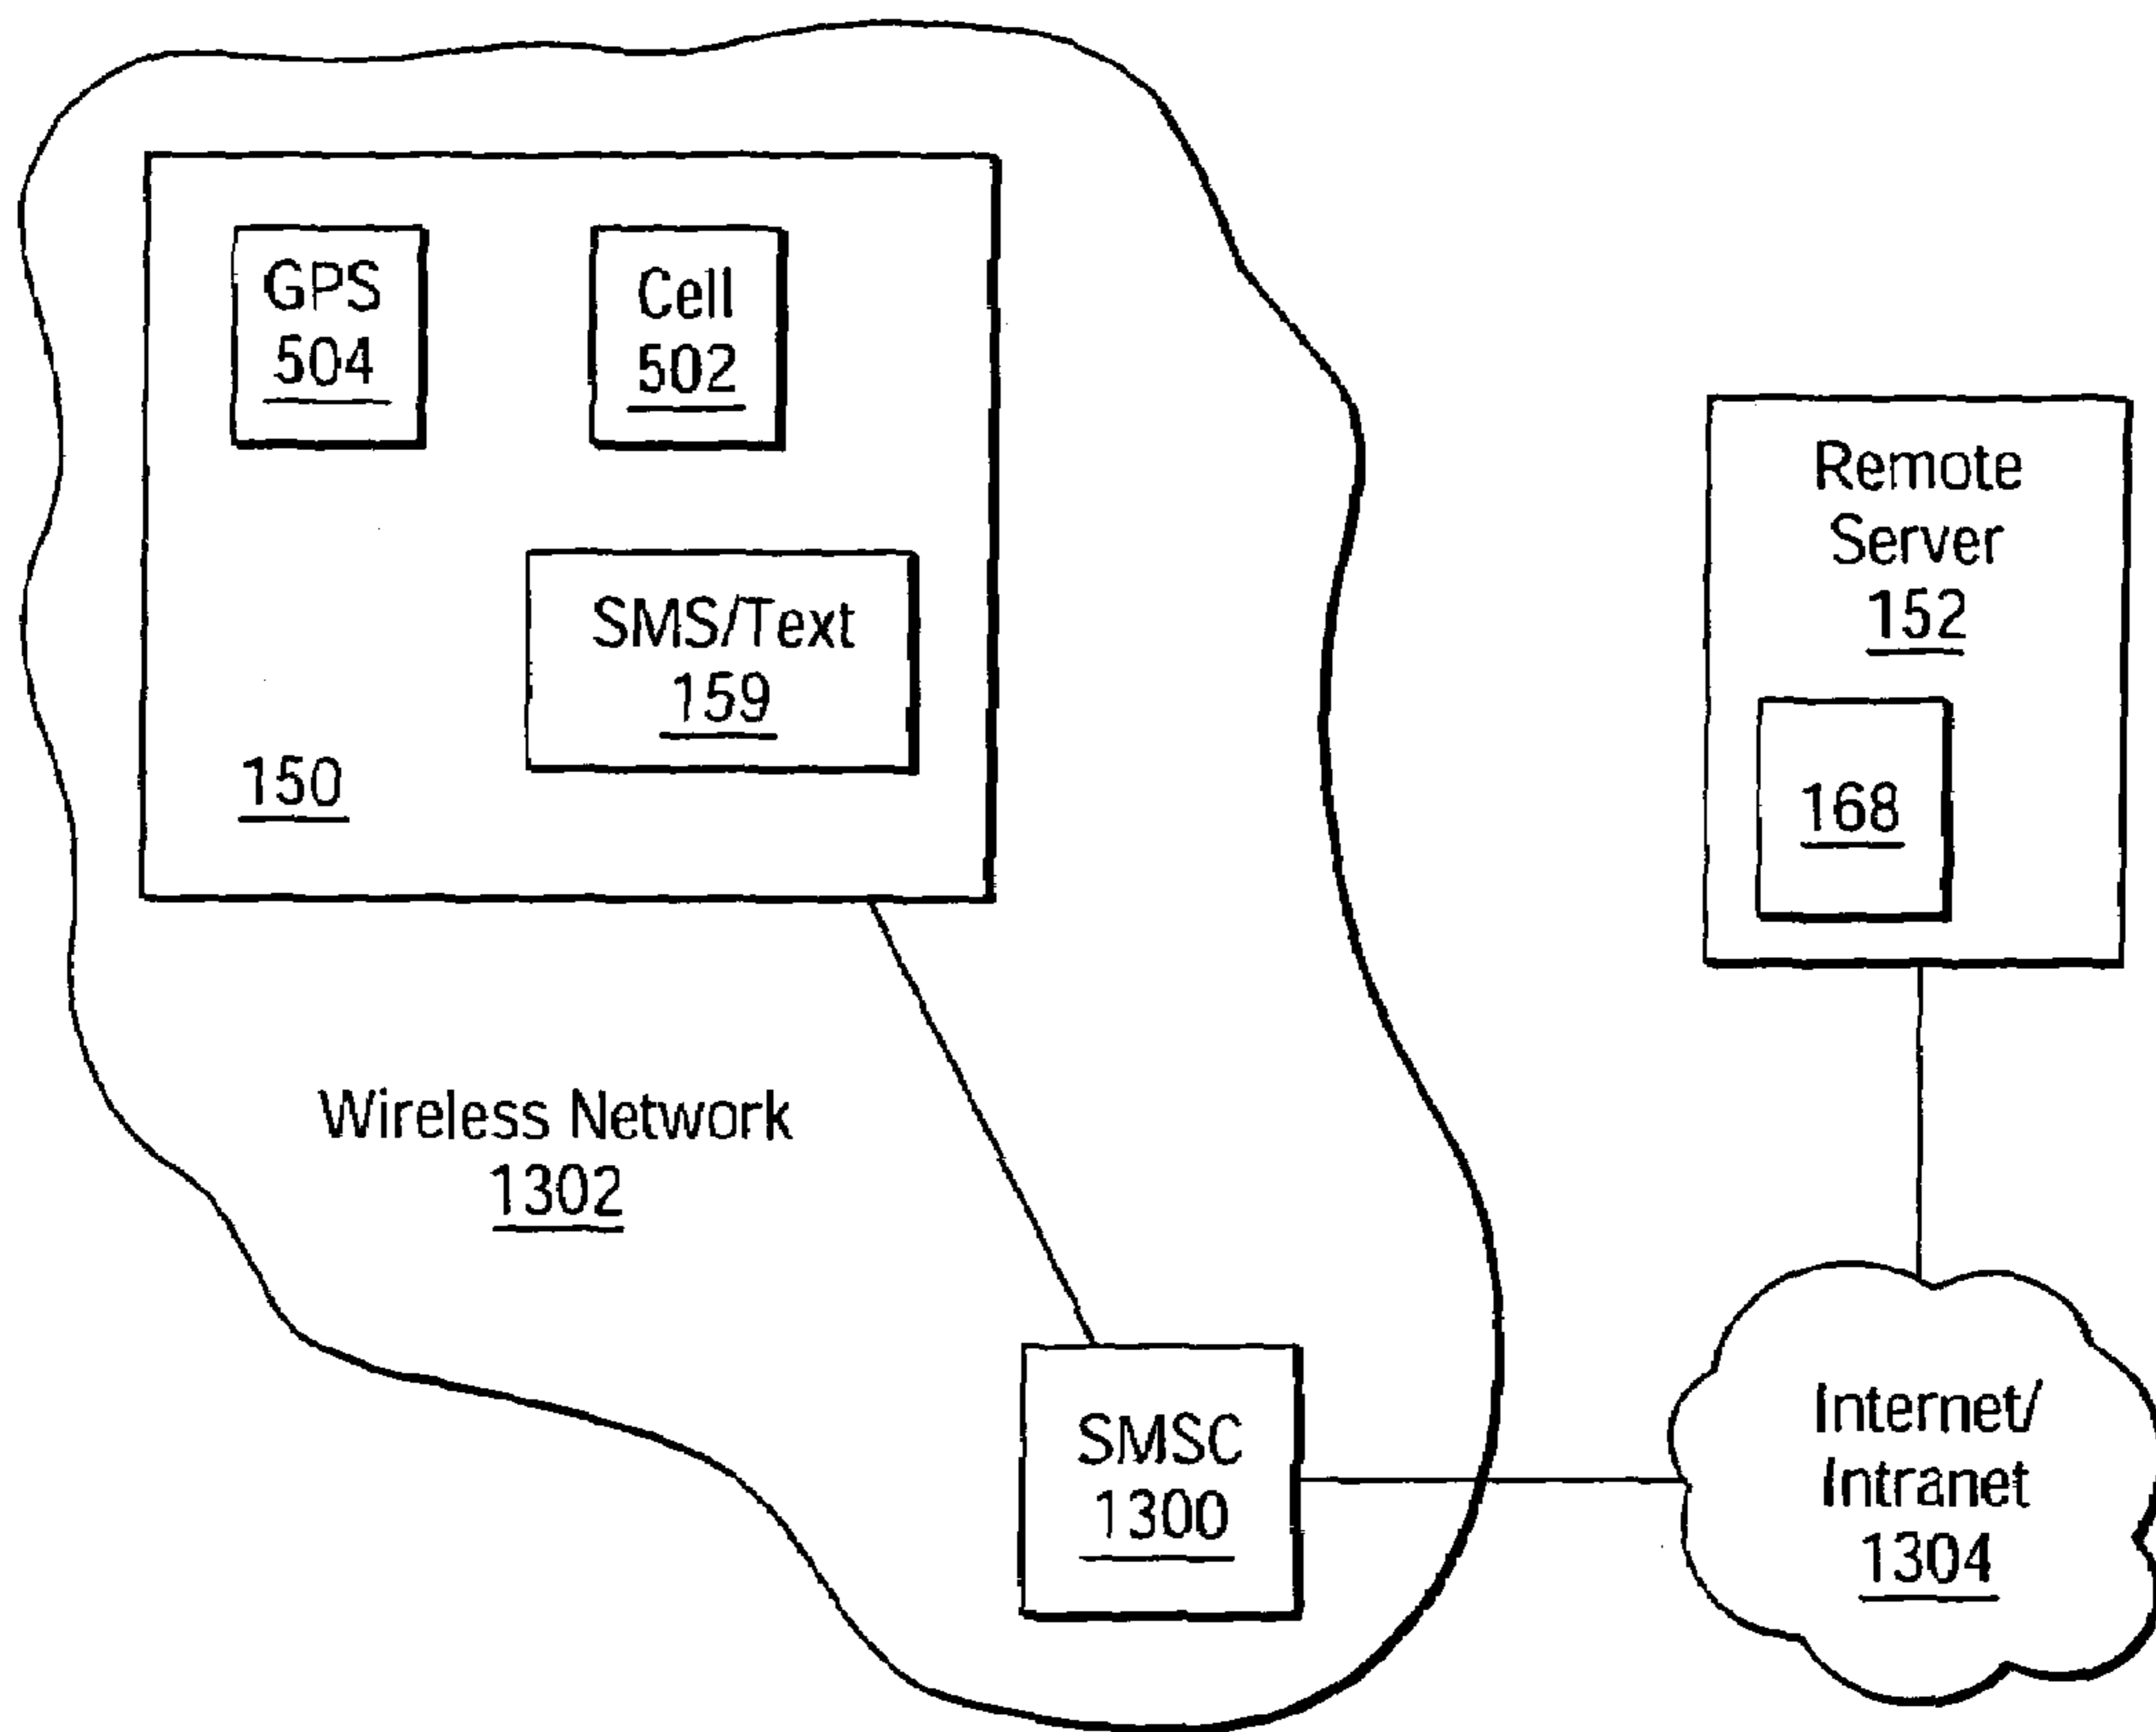 GPS
504
Cell
502
SMS/Text
159
150
Remote
Server
152
168
Wireless Network
1302
SMSC
1300
Internet/
Intranet
1304